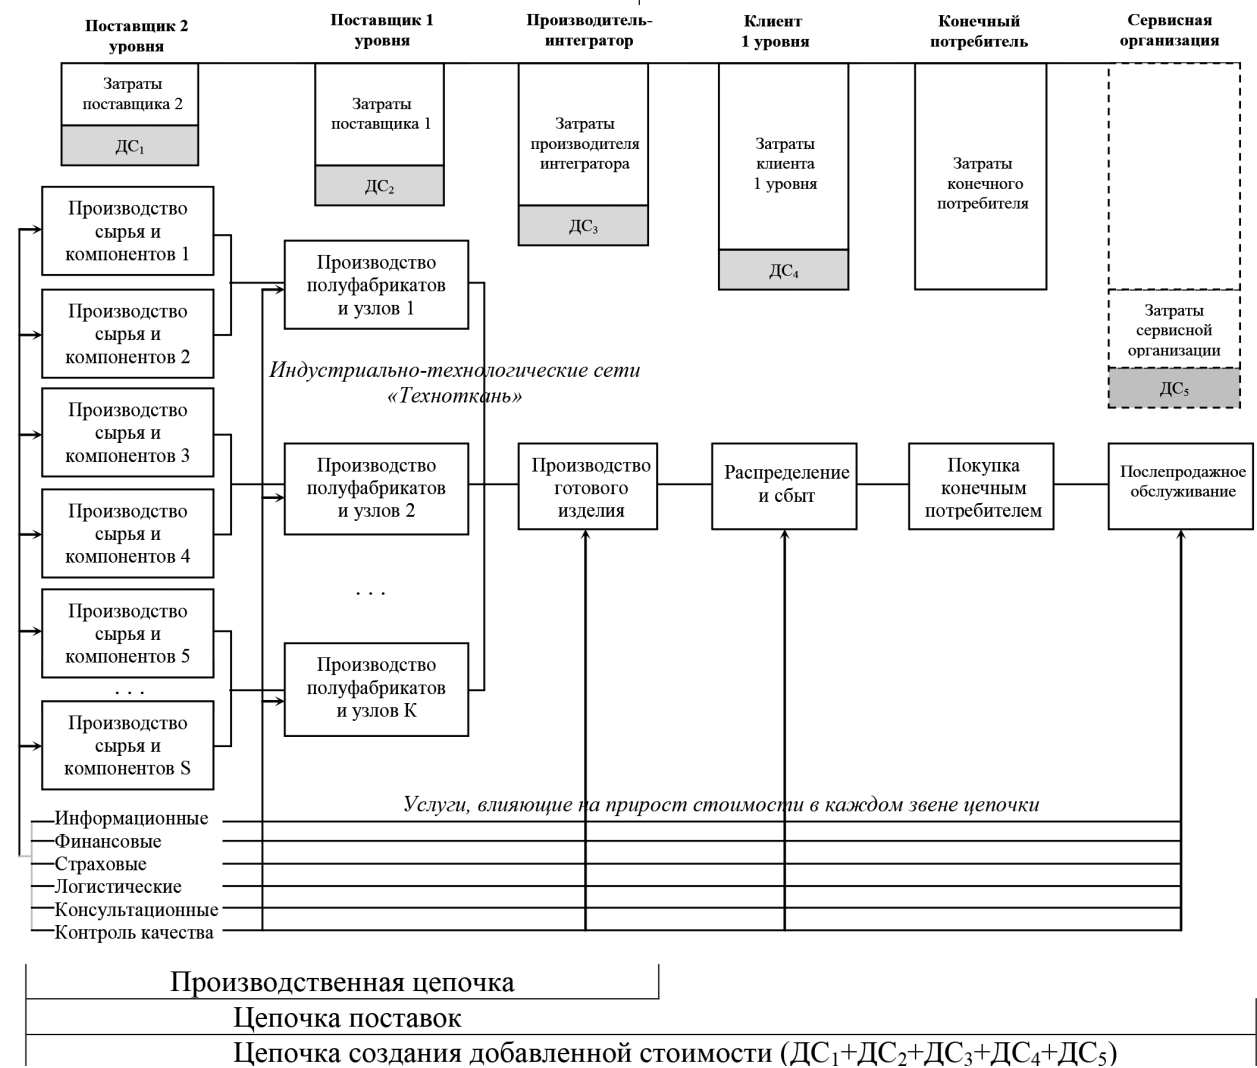 Поставщик 2
уровня
Поставщик 1
уровня
Производитель-
интегратор
Клиент
1 уровня
Конечный
потребитель
Сервисная
организация
Затраты
поставщика 2
ДС₁
Затраты
поставщика 1
ДС₂
Затраты
производителя
интегратора
ДС₃
Затраты
клиента
1 уровня
ДС₄
Затраты
конечного
потребителя
Затраты
сервисной
организации
ДС₅
Производство
сырья и
компонентов 1
Производство
сырья и
компонентов 2
Производство
сырья и
компонентов 3
Производство
сырья и
компонентов 4
Производство
сырья и
компонентов 5
. . .
Производство
сырья и
компонентов S
Производство
полуфабрикатов
и узлов 1
Индустриально-технологические сети
«Техноткань»
Производство
полуфабрикатов
и узлов 2
. . .
Производство
полуфабрикатов
и узлов К
Производство
готового
изделия
Распределение
и сбыт
Покупка
конечным
потребителем
Послепродажное
обслуживание
Услуги, влияющие на прирост стоимости в каждом звене цепочки
Информационные
Финансовые
Страховые
Логистические
Консультационные
Контроль качества
Производственная цепочка
Цепочка поставок
Цепочка создания добавленной стоимости (ДС₁+ДС₂+ДС₃+ДС₄+ДС₅)